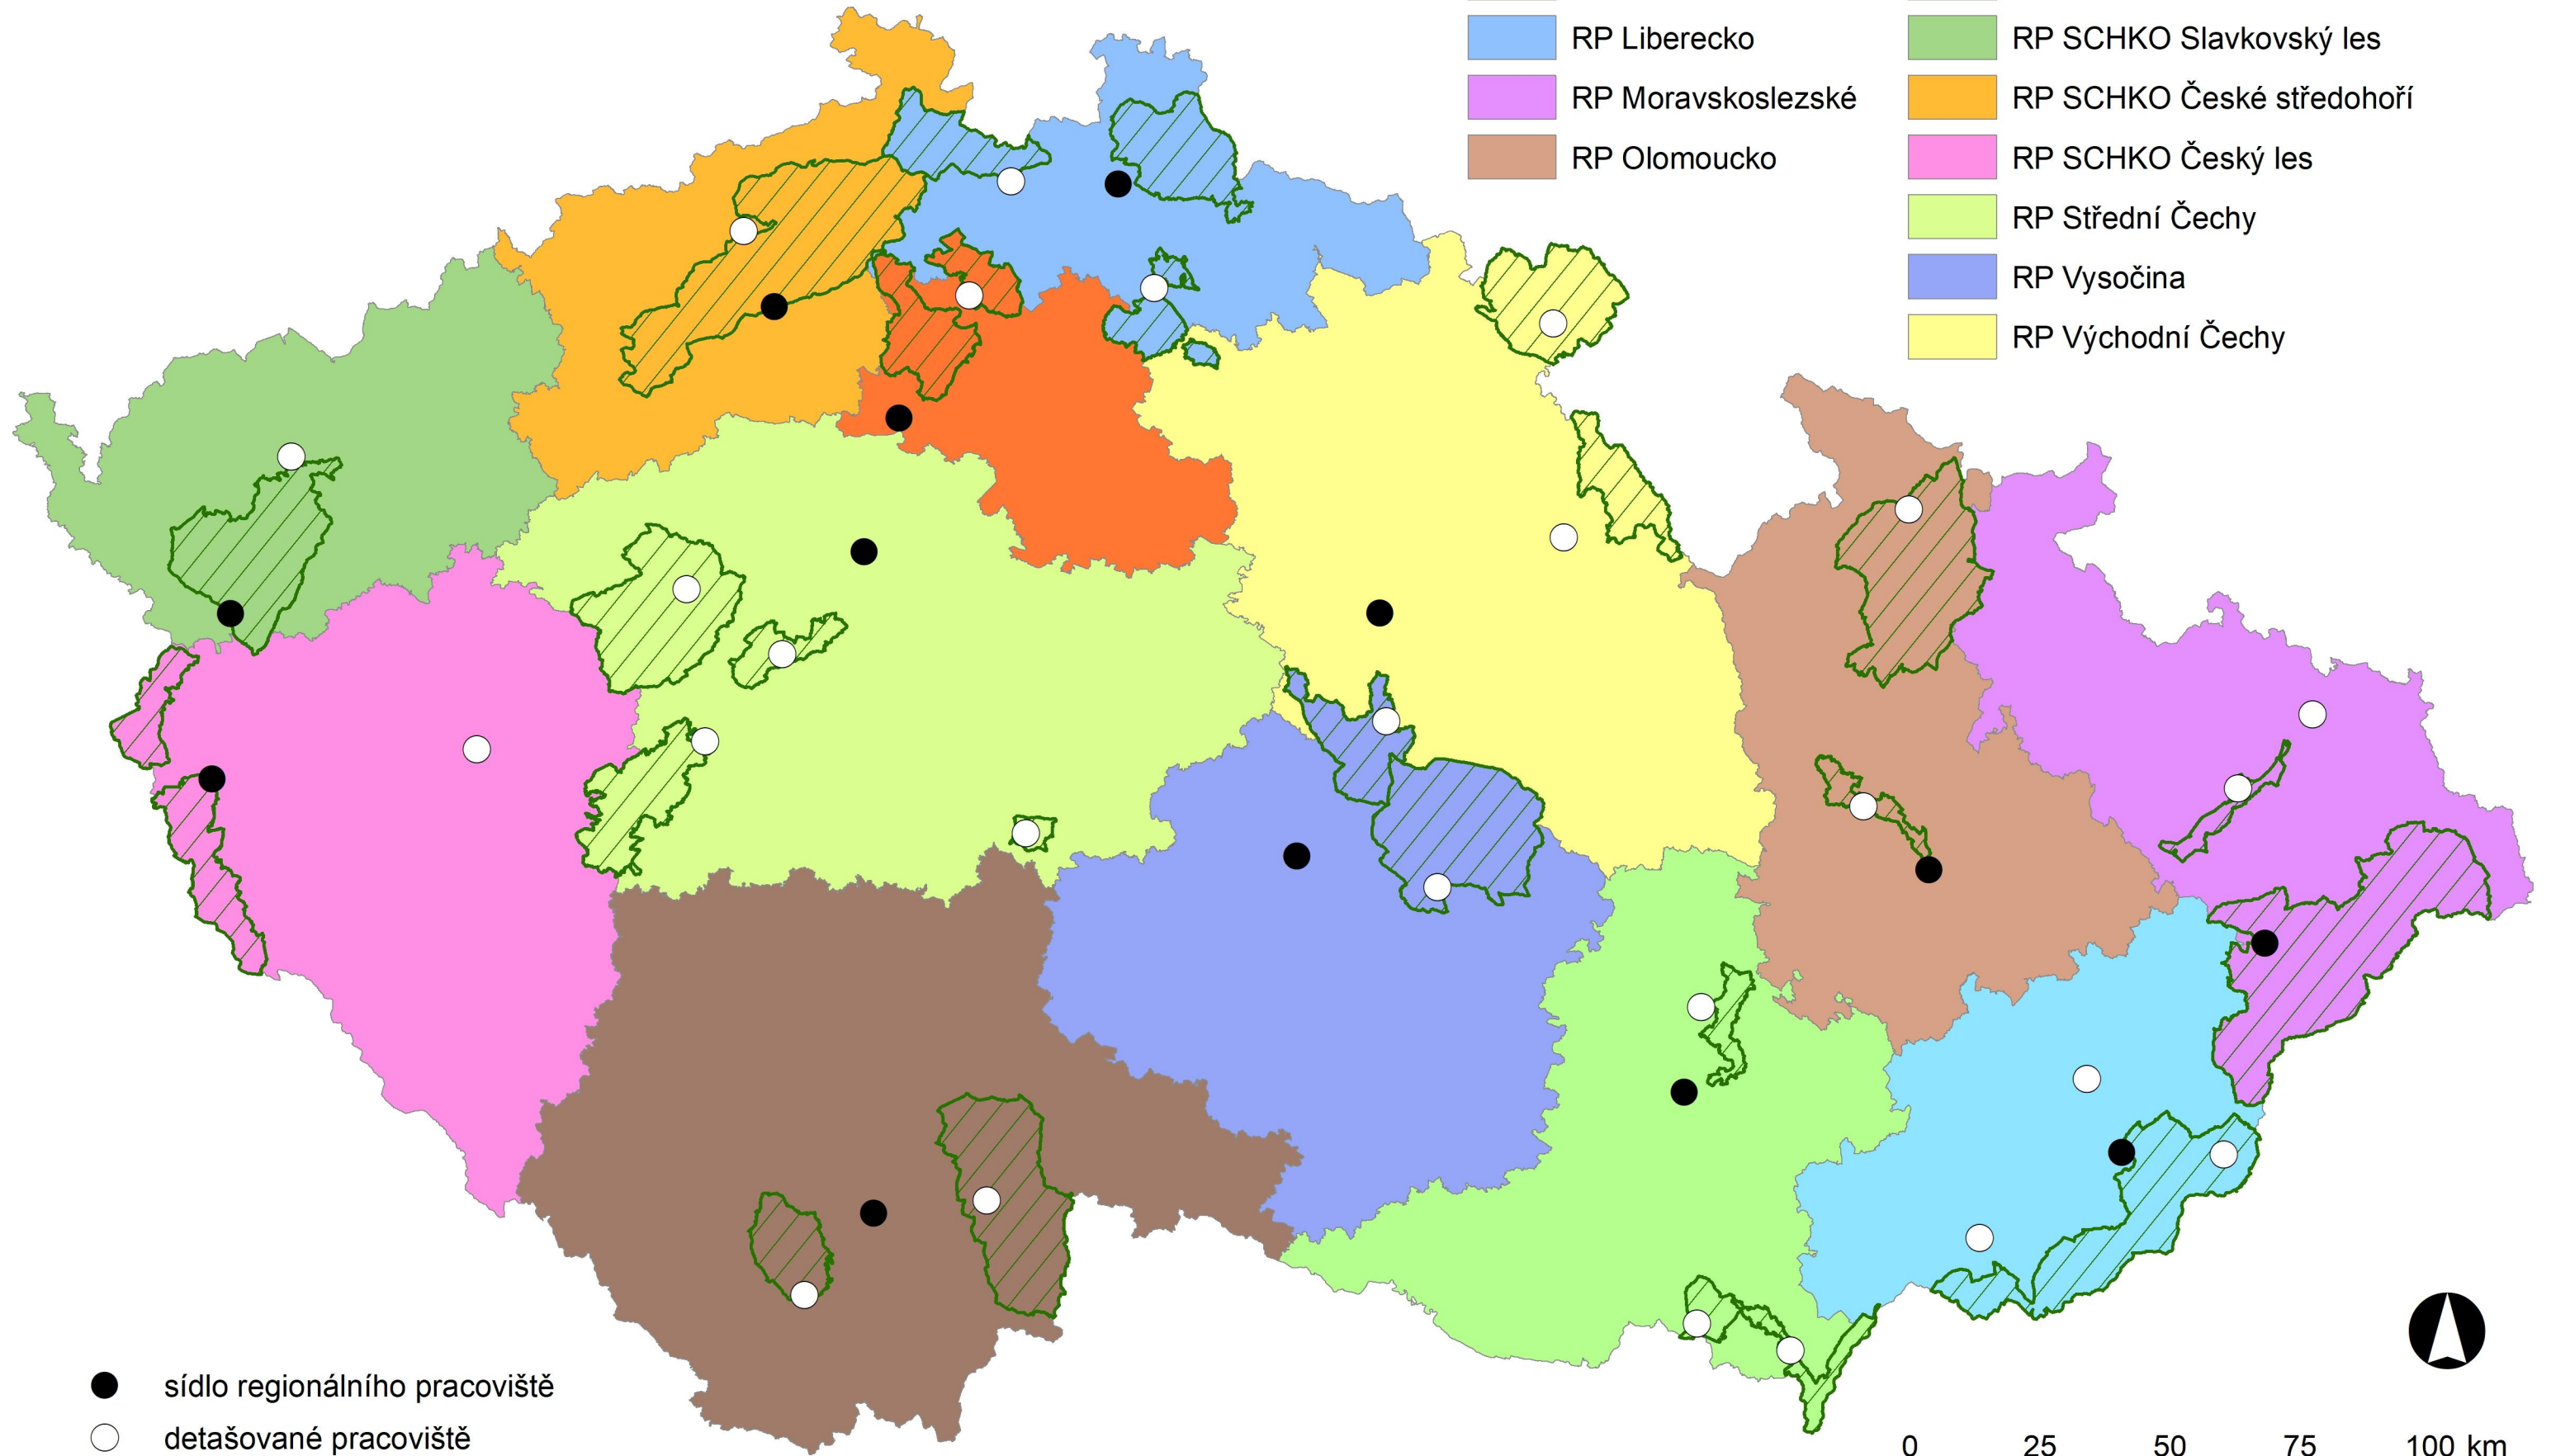 RP Liberecko
RP Moravskoslezské
RP Olomoucko
RP SCHKO Slavkovský les
RP SCHKO České středohoří
RP SCHKO Český les
RP Střední Čechy
RP Vysočina
RP Východní Čechy
sídlo regionálního pracoviště
detašované pracoviště
0 25 50 75 100 km